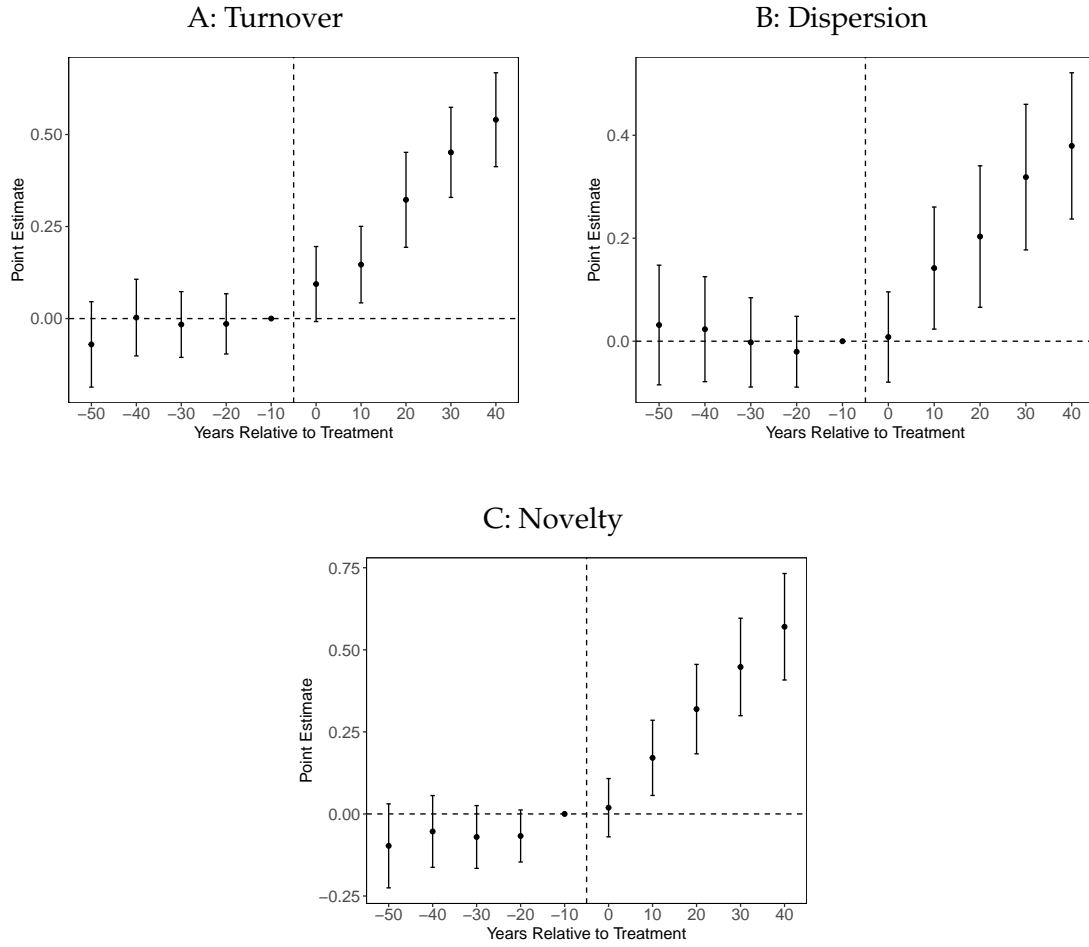 A: Turnover
Point Estimate
0.50
0.25
0.00
−50 −40 −30 −20 −10 0 10 20 30 40
Years Relative to Treatment
B: Dispersion
Point Estimate
0.4
0.2
0.0
−50 −40 −30 −20 −10 0 10 20 30 40
Years Relative to Treatment
C: Novelty
Point Estimate
0.75
0.50
0.25
0.00
−0.25
−50 −40 −30 −20 −10 0 10 20 30 40
Years Relative to Treatment